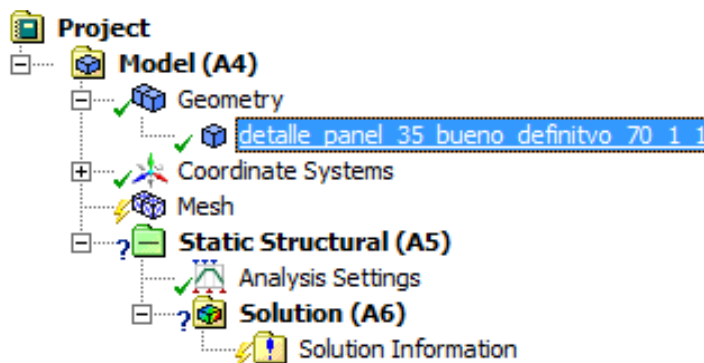 Project
Model (A4)
Geometry
detalle_panel_35_bueno_definitvo_70_1_1
Coordinate Systems
Mesh
Static Structural (A5)
Analysis Settings
Solution (A6)
Solution Information